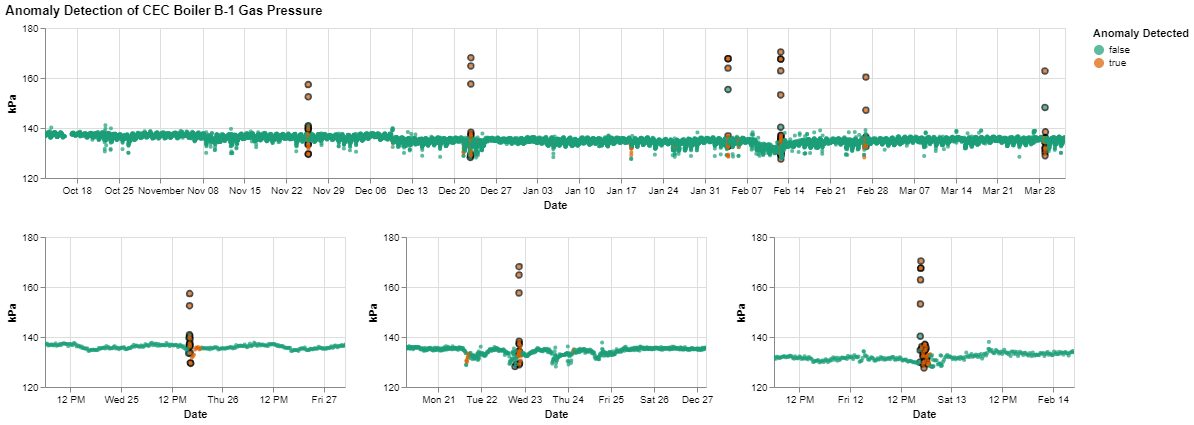 Anomaly Detection of CEC Boiler B-1 Gas Pressure
180
160
140
120
kPa
Oct 18 Oct 25 November Nov 08 Nov 15 Nov 22 Nov 29 Dec 06 Dec 13 Dec 20 Dec 27 Jan 03 Jan 10 Jan 17 Jan 24 Jan 31 Feb 07 Feb 14 Feb 21 Feb 28 Mar 07 Mar 14 Mar 21 Mar 28
Date
Anomaly Detected
false
true
180
160
140
120
kPa
12 PM Wed 25 12 PM Thu 26 12 PM Fri 27
Date
180
160
140
120
kPa
Mon 21 Tue 22 Wed 23 Thu 24 Fri 25 Sat 26 Dec 27
Date
180
160
140
120
kPa
12 PM Fri 12 12 PM Sat 13 12 PM Feb 14
Date